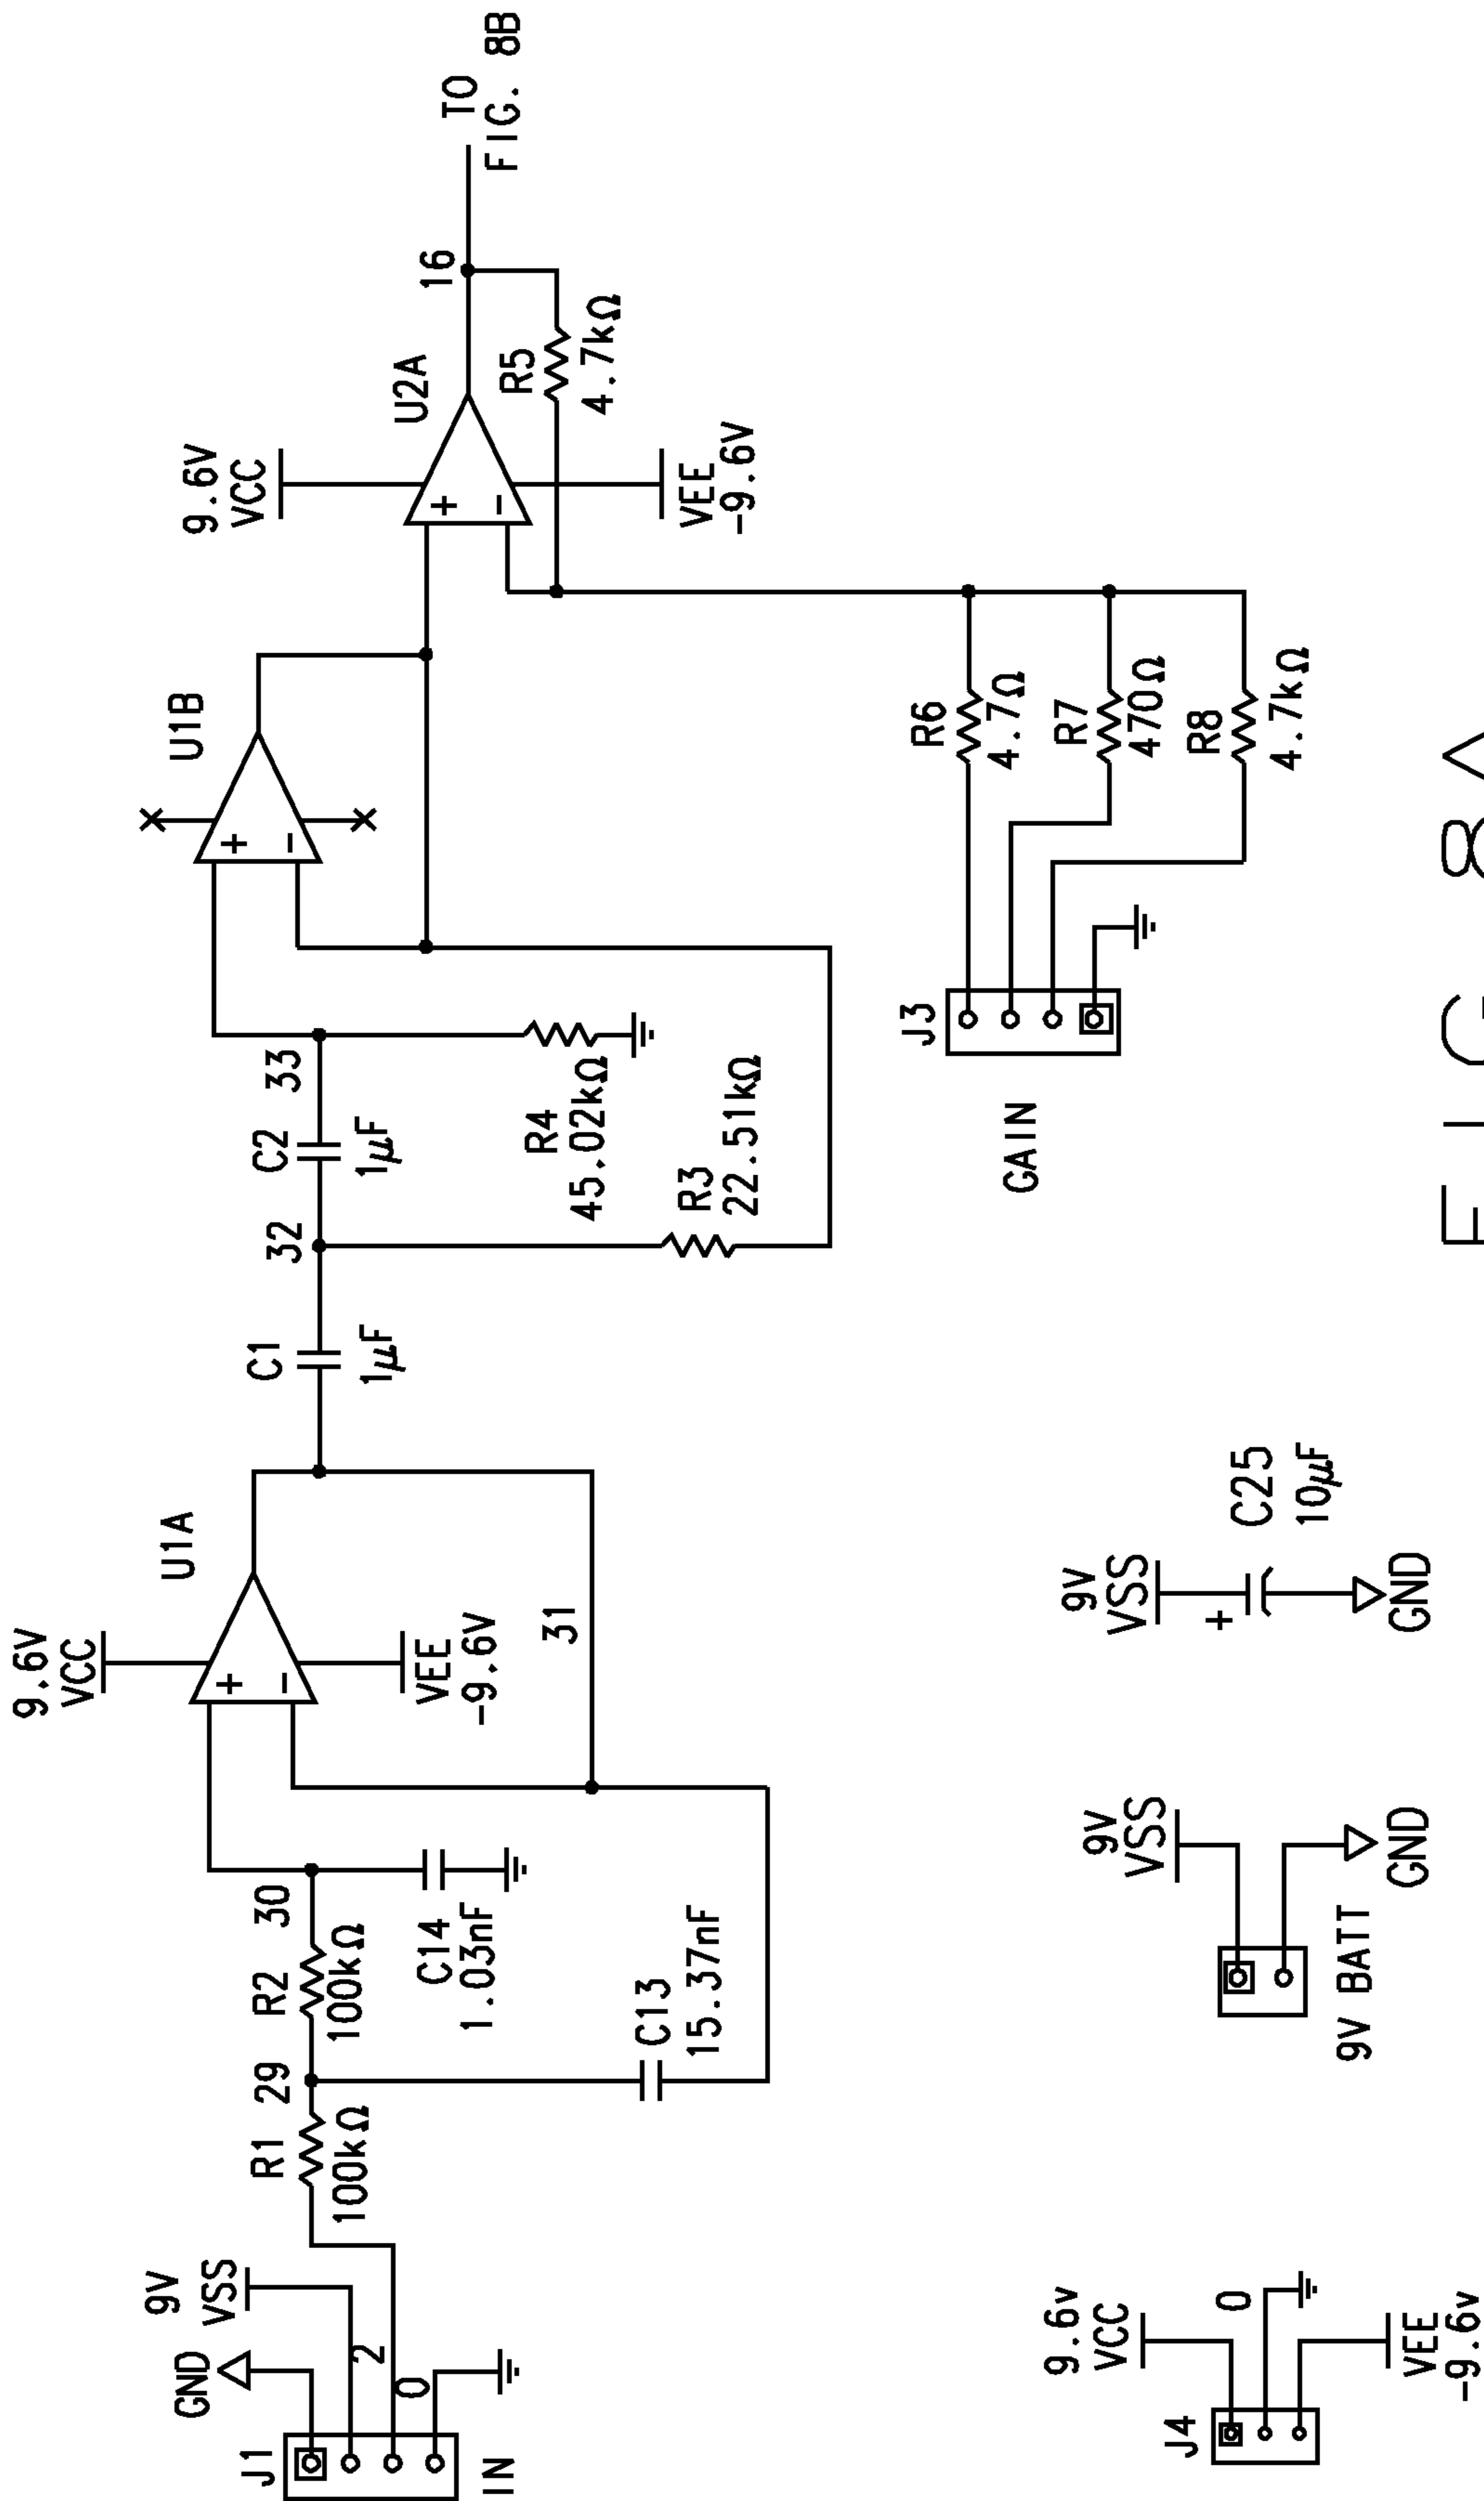 J1
IN
GND
9V
VSS
2
0
R1
100kΩ
29
R2
100kΩ
30
C14
1.03nF
C13
15.37nF
9.6V
VCC
U1A
+
-
VEE
-9.6V
31
C1
1µF
32
C2
1µF
33
R4
45.02kΩ
R3
22.51kΩ
U1B
+
-
9.6V
VCC
U2A
+
-
VEE
-9.6V
16
R5
4.7kΩ
TO
FIG. 8B
J4
9.6v
VCC
0
VEE
-9.6v
9V BATT
9V
VSS
GND
9V
VSS
+
C25
10µF
GND
J3
GAIN
R6
4.7Ω
R7
470Ω
R8
4.7kΩ